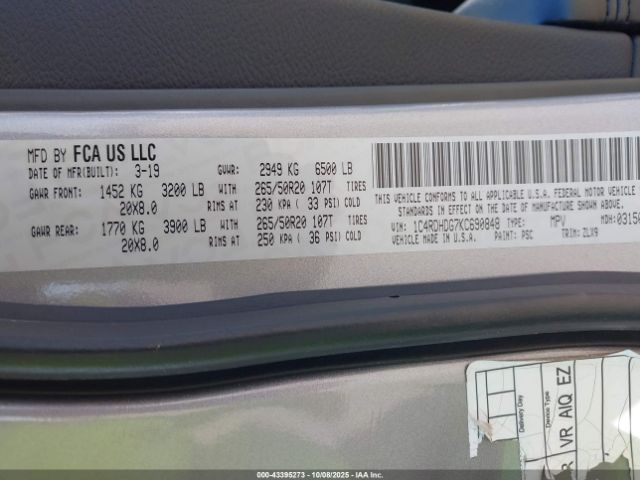 MFD BY FCA US LLC
DATE OF MFR(BUILT): 3-19 GVWR: 2949 KG 6500 LB
GAWR FRONT: 1452 KG 3200 LB WITH 265/50R20 107T TIRES
20X8.0 RIMS AT 230 KPA ( 33 PSI) COLD
GAWR REAR: 1770 KG 3900 LB WITH 265/50R20 107T TIRES
20X8.0 RIMS AT 250 KPA ( 36 PSI) COLD
THIS VEHICLE CONFORMS TO ALL APPLICABLE U.S.A. FEDERAL MOTOR VEHICLE
STANDARDS IN EFFECT ON THE DATE OF MANUFACTURE SHOWN ABOVE.
VIN: 1C4RDHDG7KC690848 TYPE: MPV MDH:
MADE IN U.S.A. PAINT: PSC TRIM: ZLX9
Delivery Day
Device Type
VR AIQ EZ
000-43395273 - 10/08/2025 - IAA Inc.